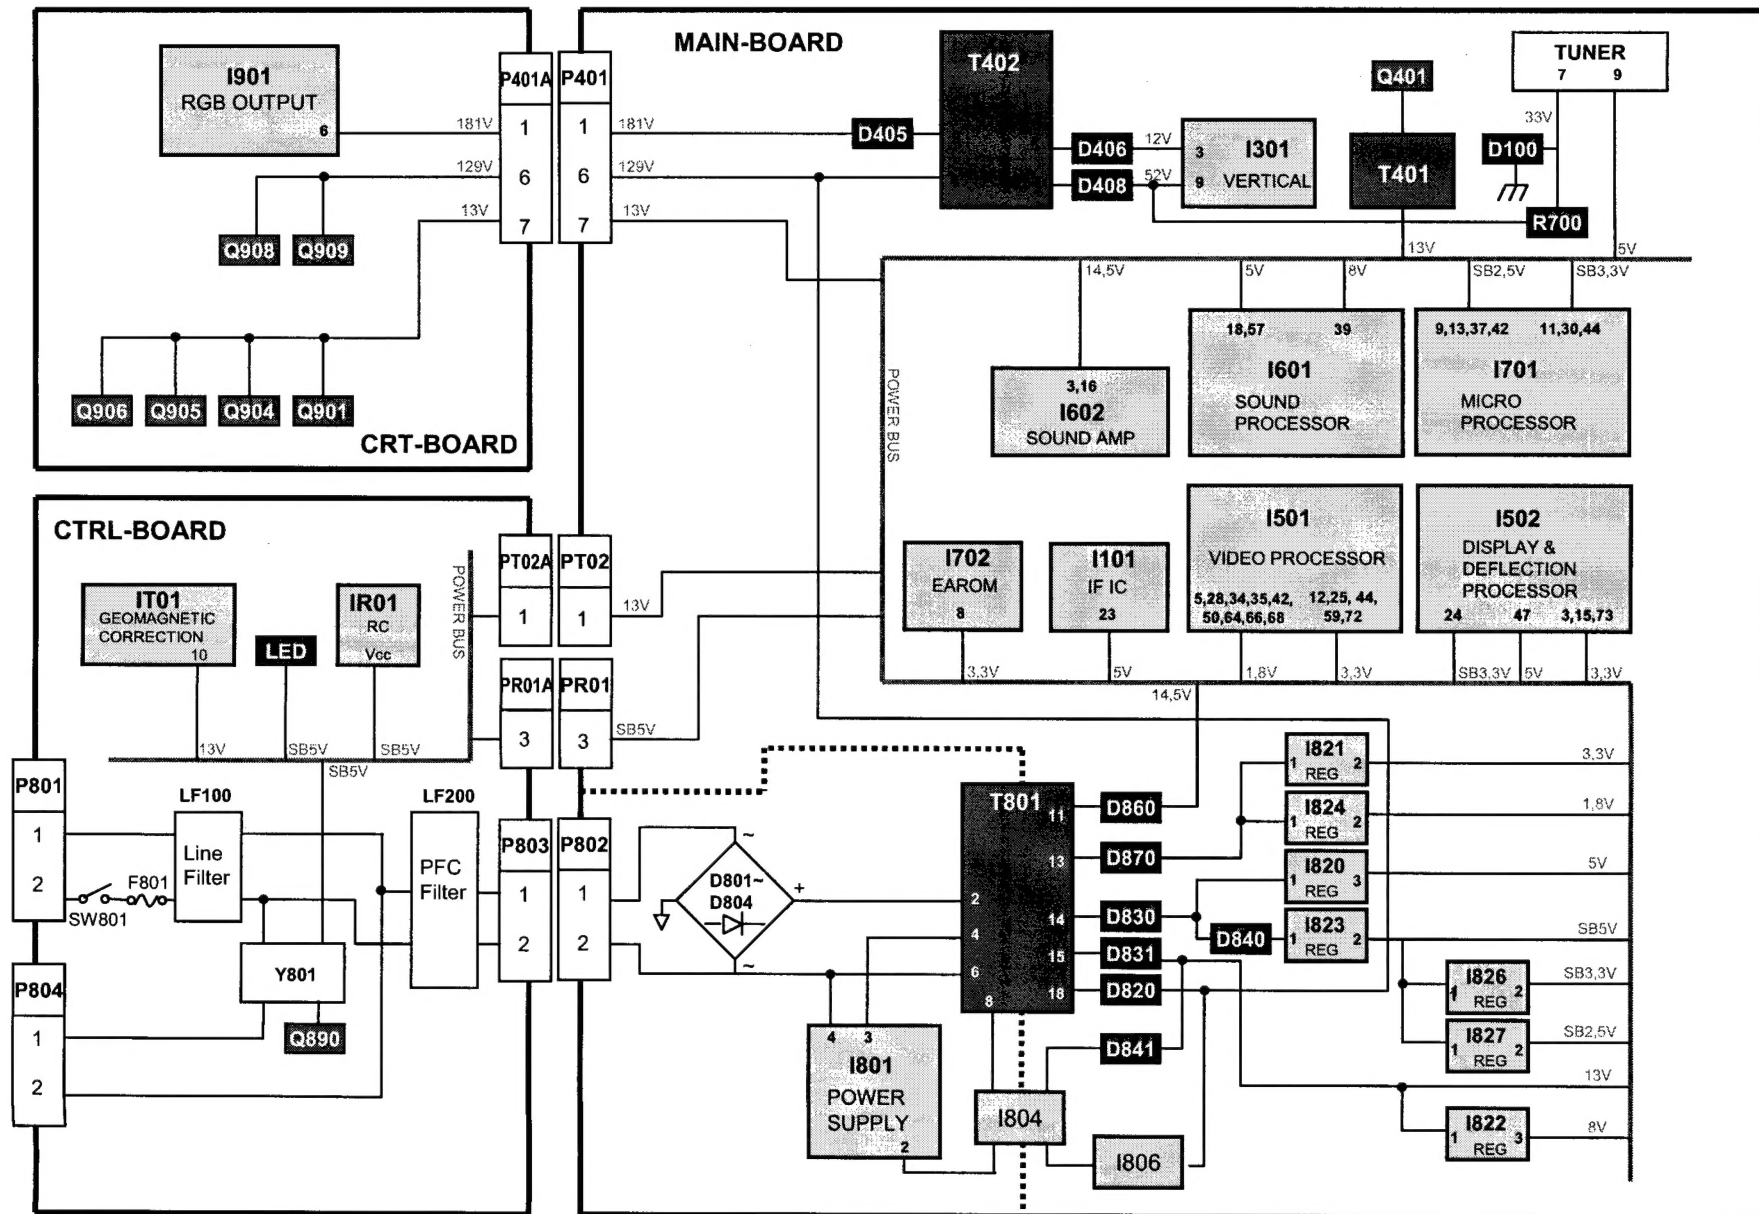 MAIN-BOARD
I901
RGB OUTPUT
6
P401A
1
6
7
P401
1
6
7
181V
129V
13V
181V
129V
13V
Q908
Q909
Q906
Q905
Q904
Q901
CRT-BOARD
D405
T402
D406
D408
12V
52V
I301
3
9
VERTICAL
Q401
T401
13V
TUNER
7
9
33V
D100
R700
5V
POWER BUS
14,5V
5V
8V
SB2,5V
SB3,3V
3,16
I602
SOUND AMP
18,57
39
I601
SOUND
PROCESSOR
9,13,37,42
11,30,44
I701
MICRO
PROCESSOR
I702
EAROM
8
I101
IF IC
23
I501
VIDEO PROCESSOR
5,28,34,35,42,
50,64,66,68
12,25, 44,
59,72
I502
DISPLAY &
DEFLECTION
PROCESSOR
24
47
3,15,73
3,3V
5V
1,8V
3,3V
SB3,3V
5V
3,3V
14,5V
CTRL-BOARD
IT01
GEOMAGNETIC
CORRECTION
10
LED
IR01
RC
Vcc
POWER BUS
PT02A
1
PT02
1
13V
PR01A
3
PR01
3
SB5V
13V
SB5V
SB5V
SB5V
P801
1
2
SW801
F801
LF100
Line
Filter
LF200
PFC
Filter
P803
1
2
P802
1
2
P804
1
2
Y801
Q890
~
D801~
D804
+
~
T801
2
4
6
8
11
13
14
15
18
D860
D870
D830
D831
D820
D840
D841
I801
4
3
POWER
SUPPLY
2
I804
I806
I821
1
REG
2
3,3V
I824
1
REG
2
1,8V
I820
1
REG
3
5V
I823
1
REG
2
SB5V
I826
1
REG
2
SB3,3V
I827
1
REG
2
SB2,5V
13V
I822
1
REG
3
8V